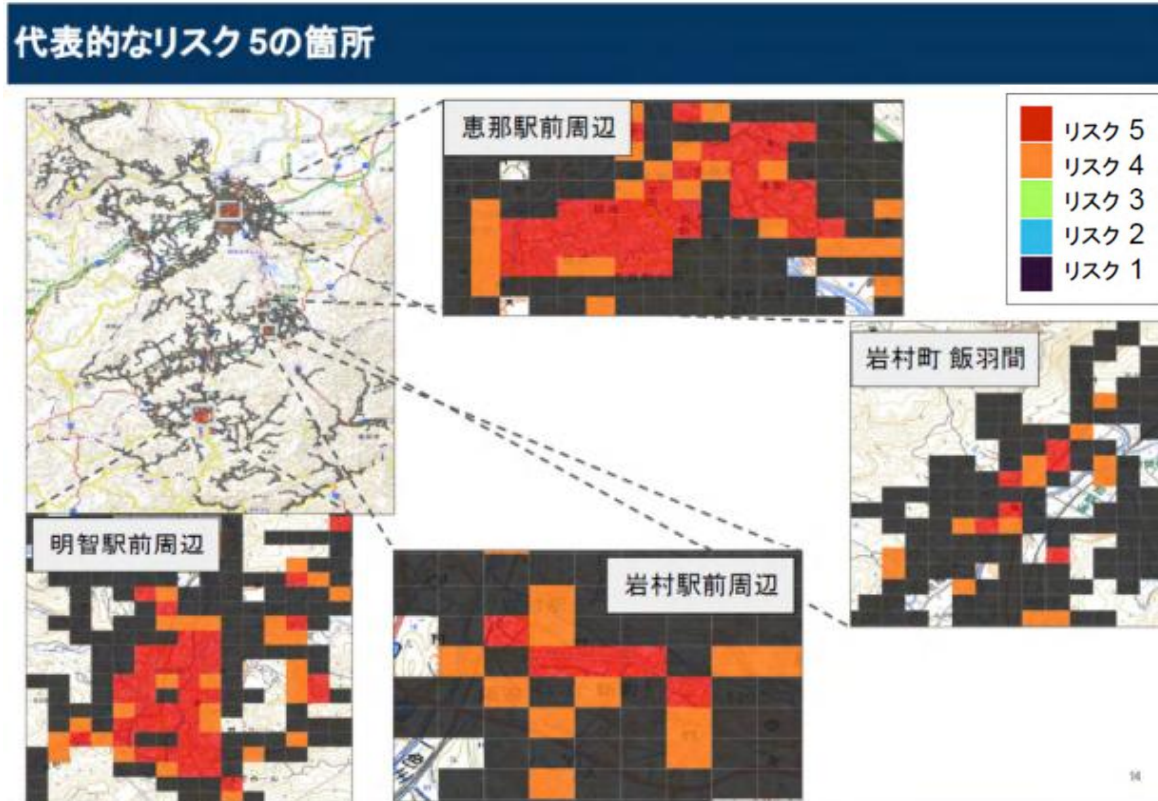 代表的なリスク 5の箇所
恵那駅前周辺
リスク 5
リスク 4
リスク 3
リスク 2
リスク 1
岩村町 飯羽間
明智駅前周辺
岩村駅前周辺
14